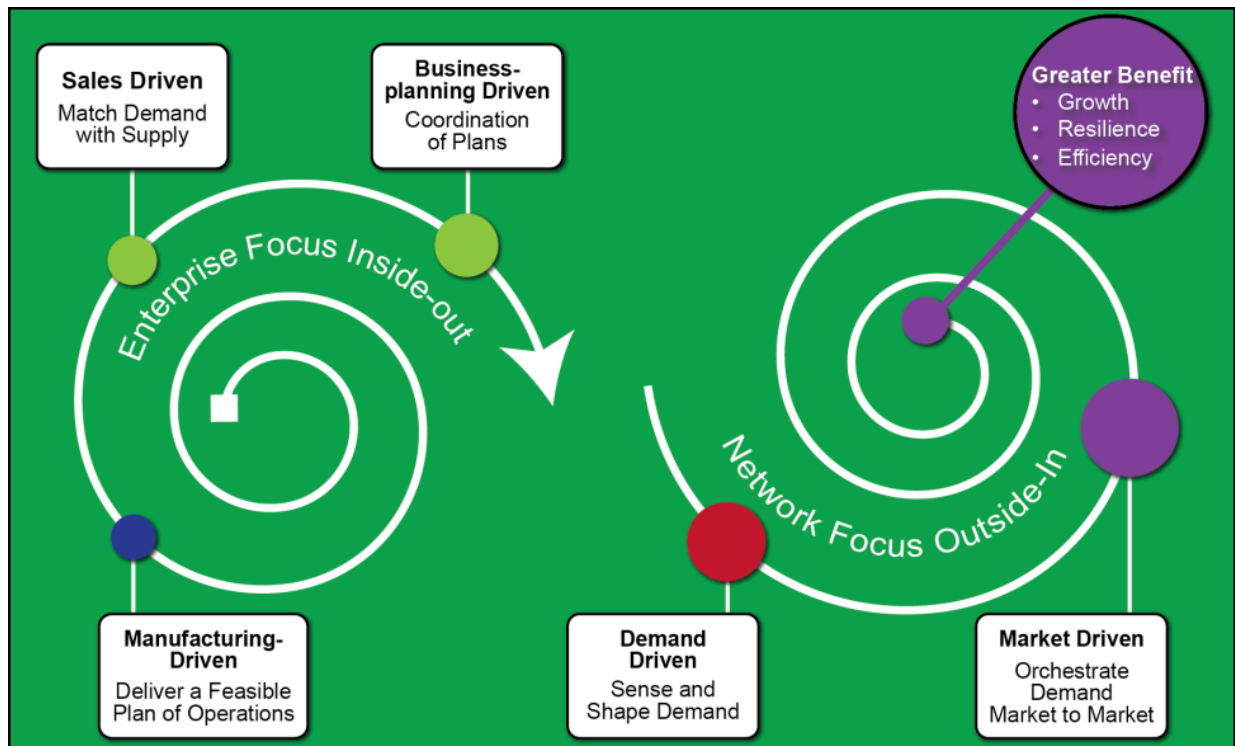 Sales Driven
Match Demand
with Supply
Business-
planning Driven
Coordination
of Plans
Greater Benefit
• Growth
• Resilience
• Efficiency
Enterprise Focus Inside-out
Network Focus Outside-In
Manufacturing-
Driven
Deliver a Feasible
Plan of Operations
Demand
Driven
Sense and
Shape Demand
Market Driven
Orchestrate
Demand
Market to Market